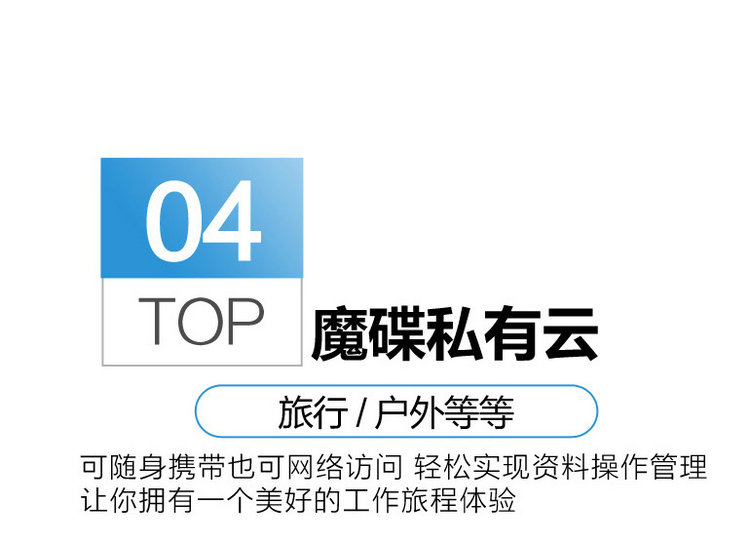 04
TOP
魔碟私有云
旅行 / 户外等等
可随身携带也可网络访问 轻松实现资料操作管理
让你拥有一个美好的工作旅程体验